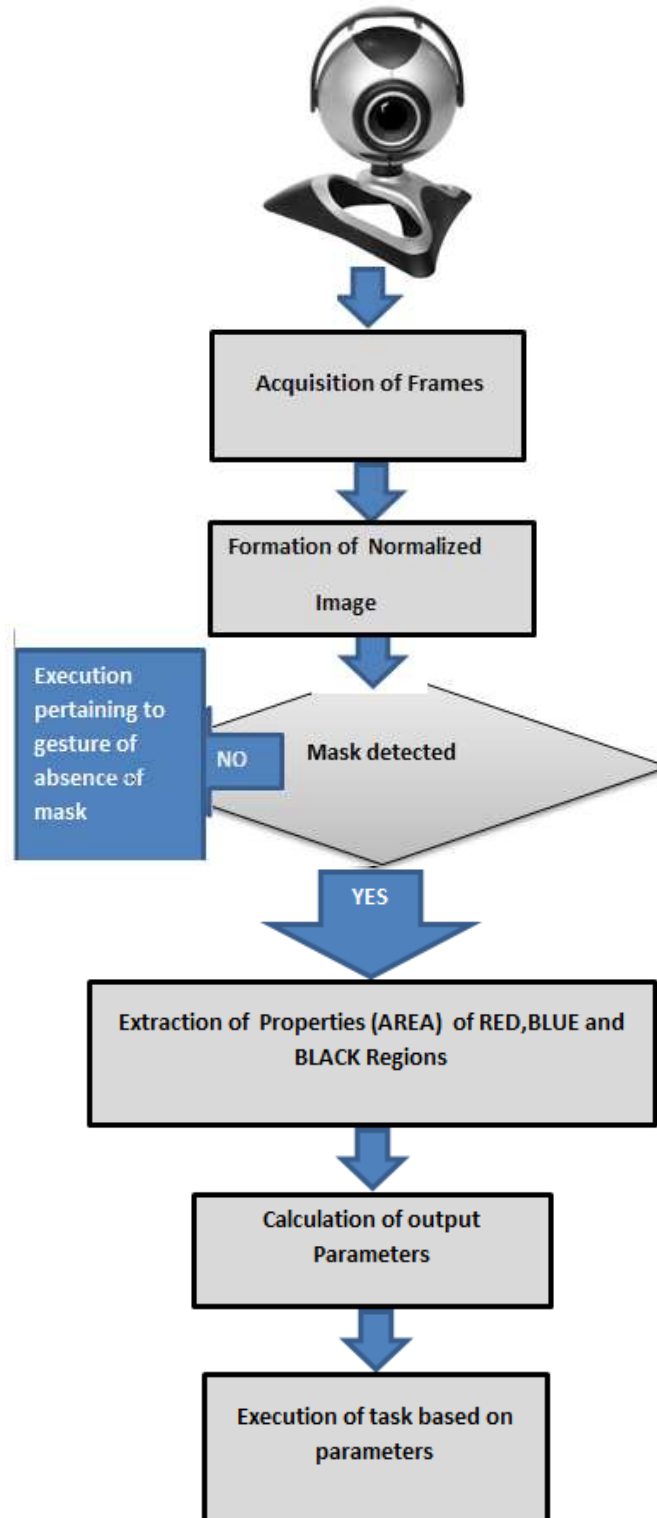 Acquisition of Frames
Formation of  Normalized
Image
Execution
pertaining to
gesture of
absence of
mask
NO
Mask detected
YES
Extraction of  Properties (AREA)  of RED,BLUE and
BLACK Regions
Calculation of output
Parameters
Execution of task based on
parameters